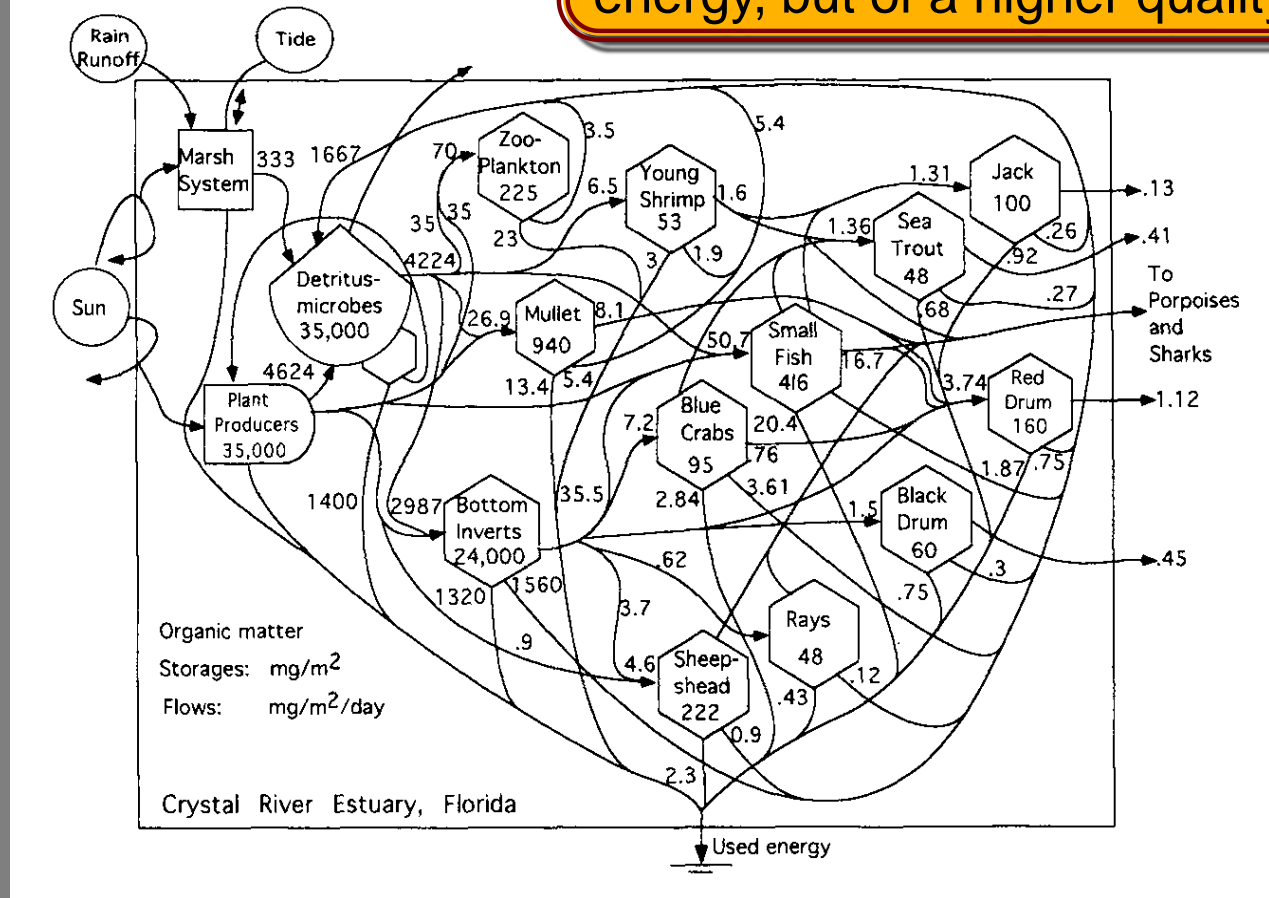 energy, but of a higher quality
Rain
Runoff
Tide
Marsh
System
333
1667
70
Zoo-
Plankton
225
3.5
5.4
6.5
Young
Shrimp
53
1.6
1.31
Jack
100
.13
.26
.92
.41
1.36
Sea
Trout
48
.27
.68
To
Porpoises
and
Sharks
35
35
23
3
1.9
4224
Sun
Detritus-
microbes
35,000
26.9
Mullet
940
8.1
50.7
Small
Fish
416
16.7
3.74
Red
Drum
160
1.12
1.87
.75
4624
Plant
Producers
35,000
13.4
5.4
7.2
Blue
Crabs
95
20.4
.76
2.84
3.61
1400
2987
Bottom
Inverts
24,000
35.5
1.5
Black
Drum
60
.45
.3
.75
1320
1560
.62
3.7
.9
4.6
Sheep-
shead
222
Rays
48
.12
.43
0.9
2.3
Organic matter
Storages: mg/m2
Flows: mg/m2/day
Crystal River Estuary, Florida
Used energy